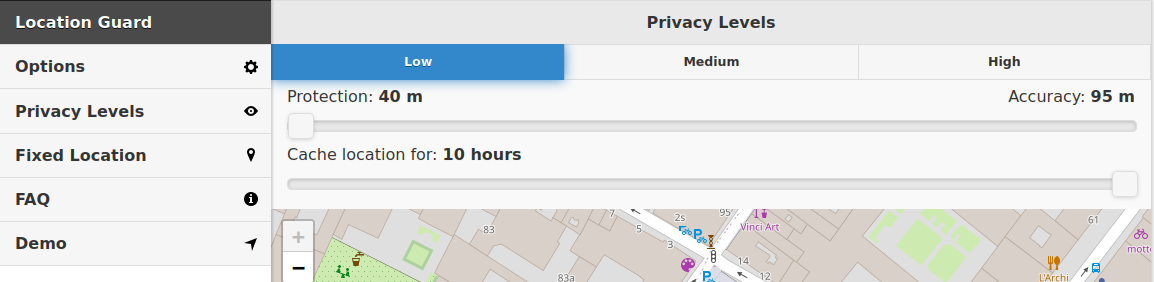 Location Guard
Options
Privacy Levels
Fixed Location
FAQ
Demo
Privacy Levels
Low Medium High
Protection: 40 m Accuracy: 95 m
Cache location for: 10 hours
+
−
7
2s
95
61
83
5
3
Vinci Art
P
14
12
83a
P
L'Archi
mott